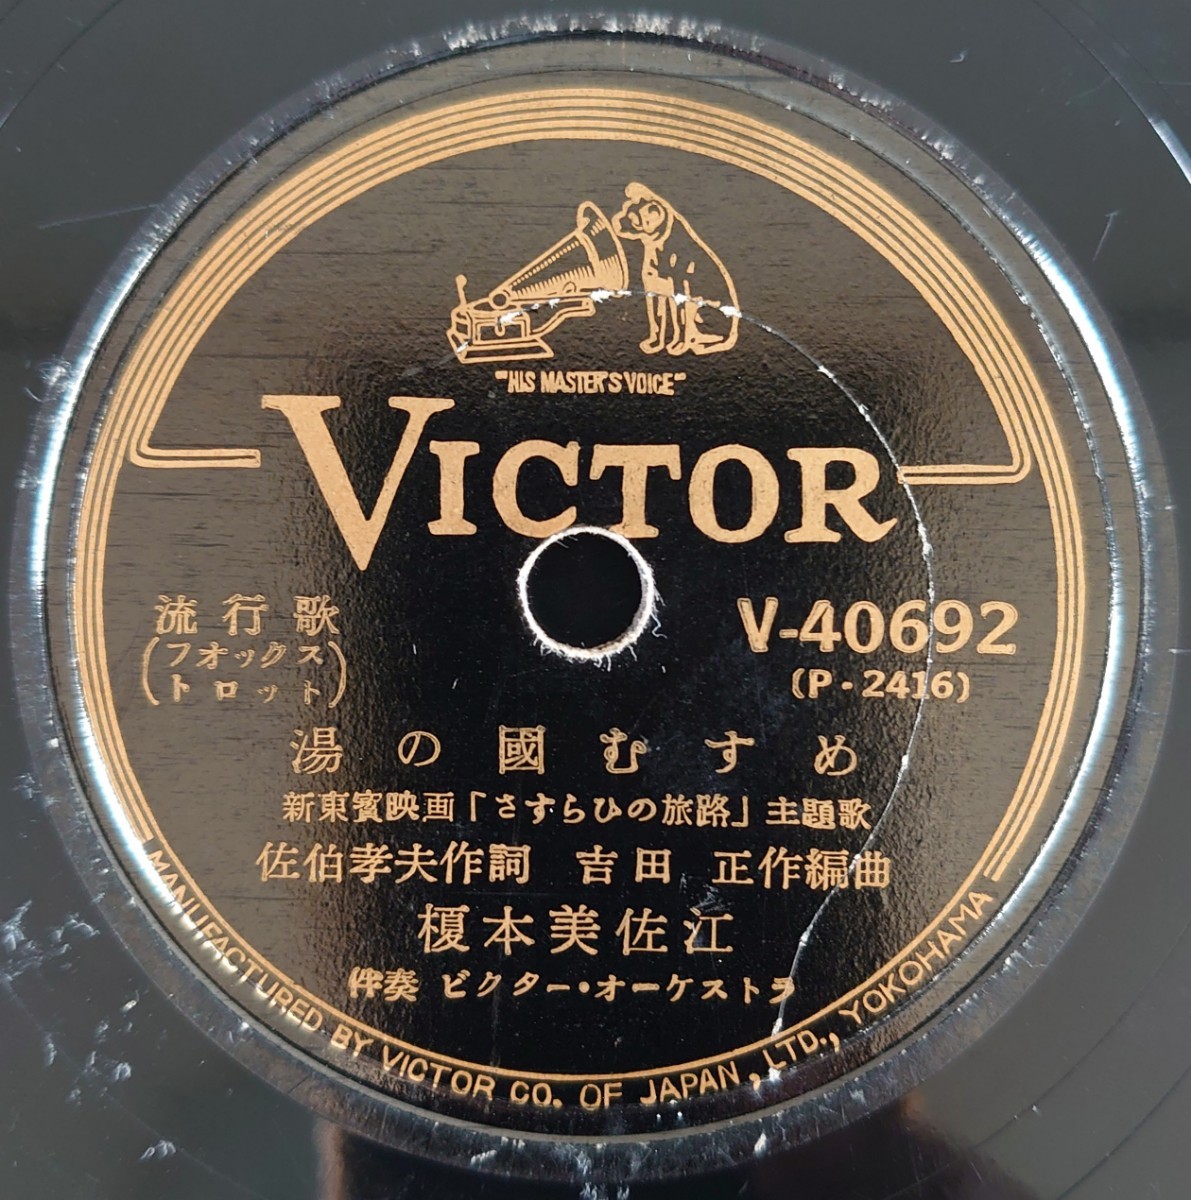 "HIS MASTER'S VOICE"
VICTOR
流行歌
(フオックストロット)
V-40692
(P・2416)
湯の國むすめ
新東寳映画「さすらひの旅路」主題歌
佐伯孝夫作詞 吉田 正作編曲
榎本美佐江
伴奏 ビクター・オーケストラ
MANUFACTURED BY VICTOR CO. OF JAPAN, LTD., YOKOHAMA